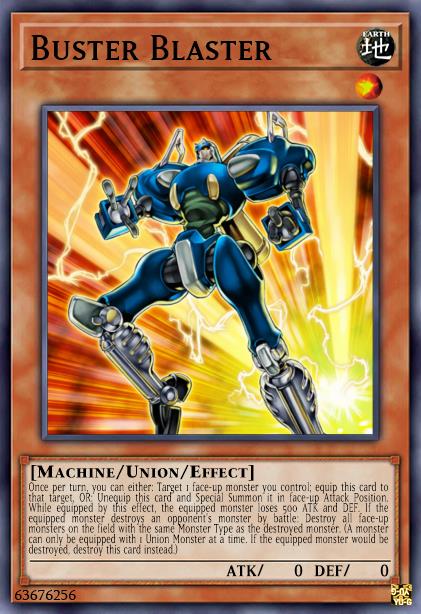 BUSTER BLASTER
EARTH
地
[MACHINE/UNION/EFFECT]
Once per turn, you can either: Target 1 face-up monster you control; equip this card to
that target, OR: Unequip this card and Special Summon it in face-up Attack Position.
While equipped by this effect, the equipped monster loses 500 ATK and DEF. If the
equipped monster destroys an opponent's monster by battle: Destroy all face-up
monsters on the field with the same Monster Type as the destroyed monster. (A monster
can only be equipped with 1 Union Monster at a time. If the equipped monster would be
destroyed, destroy this card instead.)
ATK/ 0 DEF/ 0
63676256